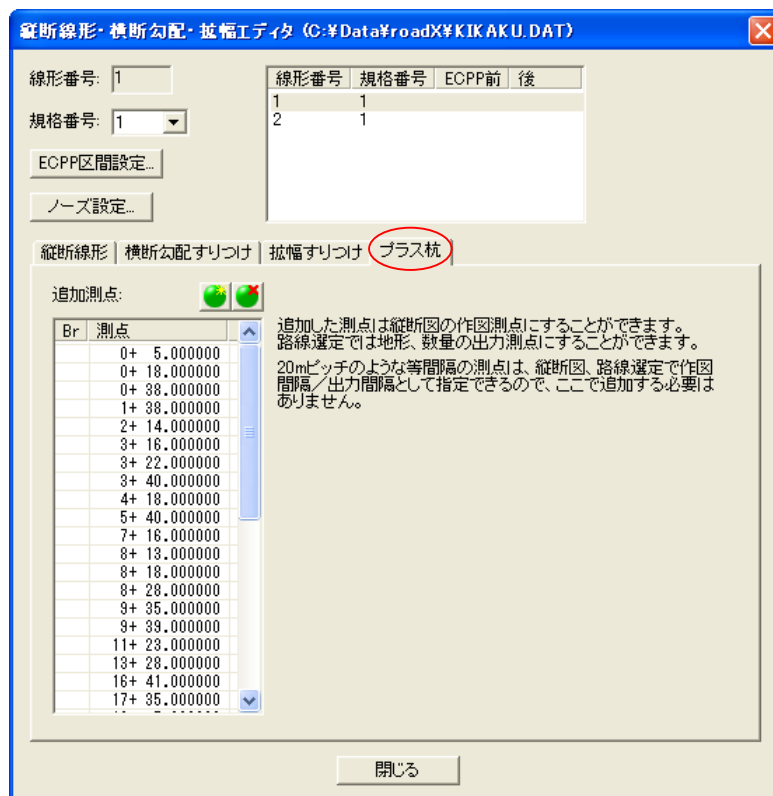 縦断線形・横断勾配・拡幅エディタ (C:¥Data¥roadX¥KIKAKU.DAT)
線形番号: 1
規格番号: 1
ECPP区間設定...
ノーズ設定...
線形番号 規格番号 ECPP前 後
1 1
2 1
縦断線形 横断勾配すりつけ 拡幅すりつけ プラス杭
追加測点:
Br 測点
0+ 5.000000
0+ 18.000000
0+ 38.000000
1+ 38.000000
2+ 14.000000
3+ 16.000000
3+ 22.000000
3+ 40.000000
4+ 18.000000
5+ 40.000000
7+ 16.000000
8+ 13.000000
8+ 18.000000
8+ 28.000000
9+ 35.000000
9+ 39.000000
11+ 23.000000
13+ 28.000000
16+ 41.000000
17+ 35.000000
追加した測点は縦断図の作図測点にすることができます。
路線選定では地形、数量の出力測点にすることができます。
20mピッチのような等間隔の測点は、縦断図、路線選定で作図
間隔／出力間隔として指定できるので、ここで追加する必要は
ありません。
閉じる